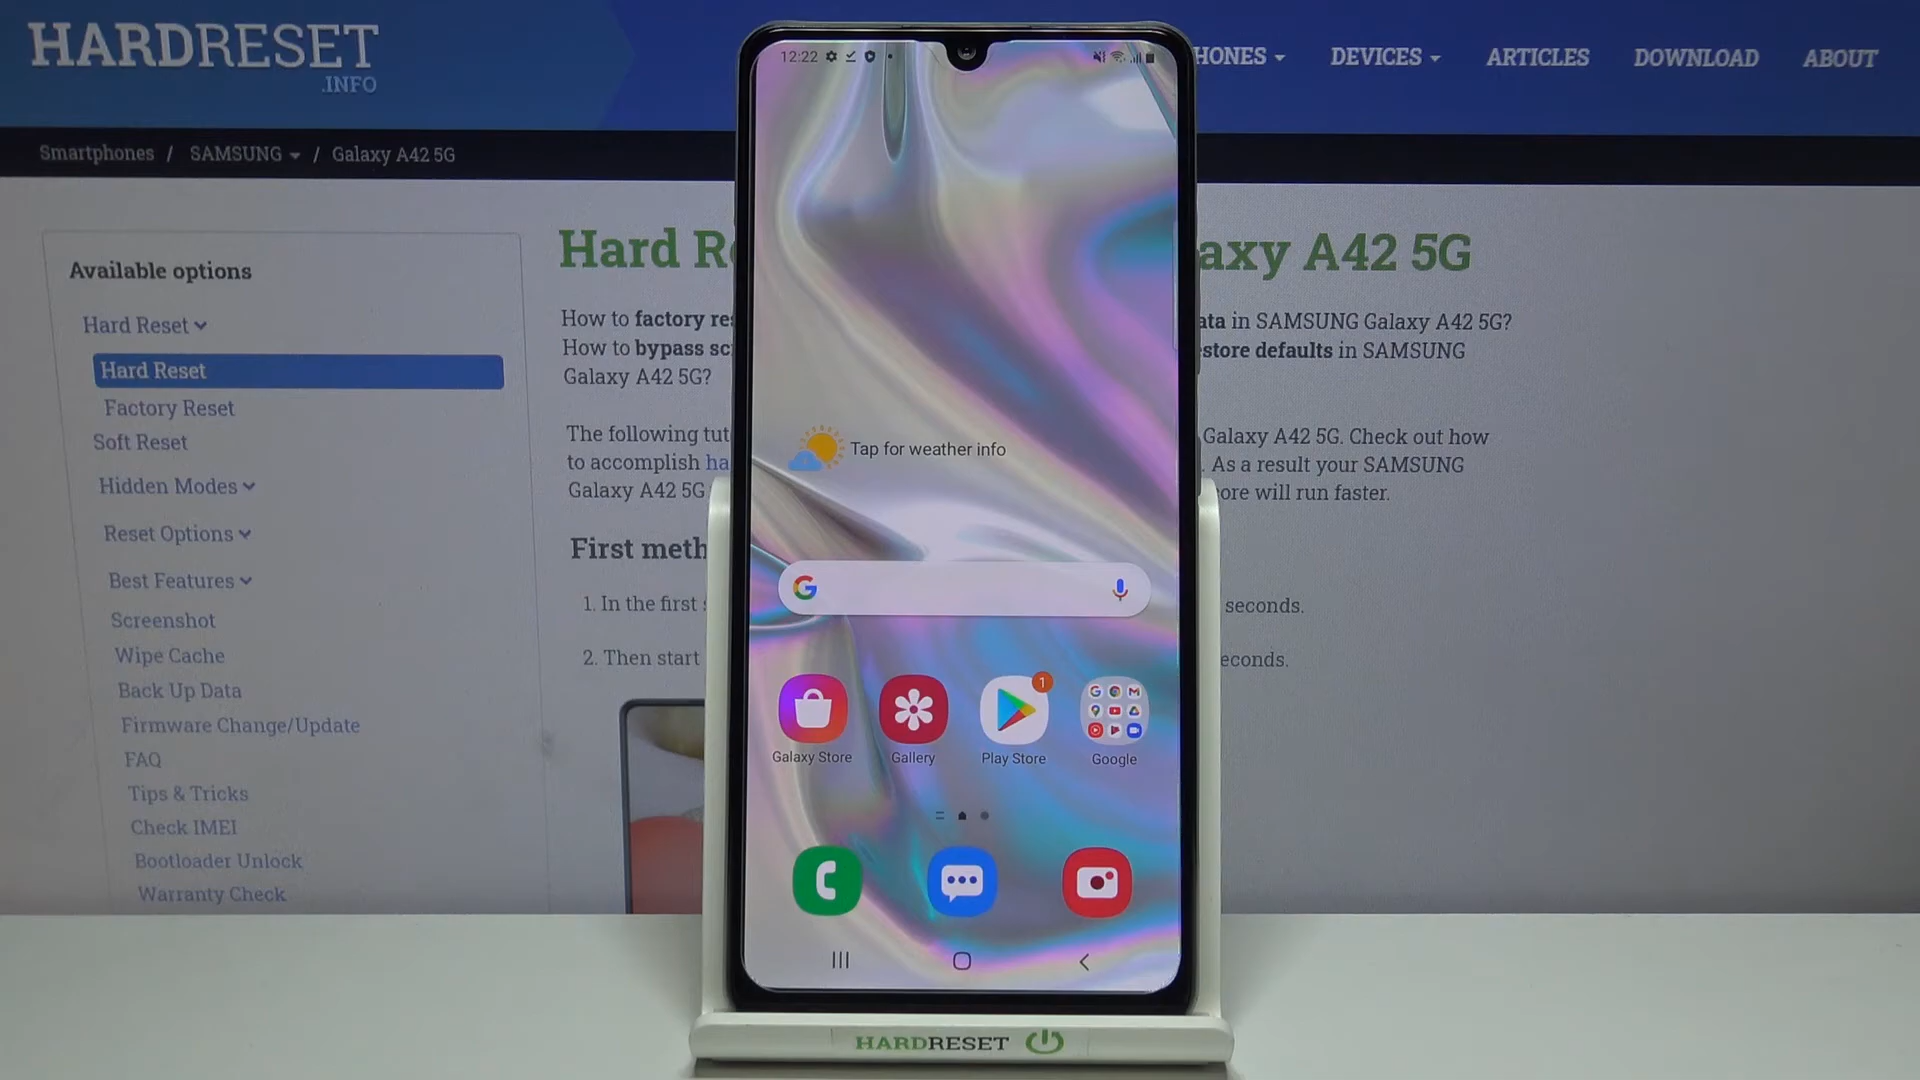 HARDRESET
.INFO
HONES
DEVICES
ARTICLES
DOWNLOAD
ABOUT
Smartphones / SAMSUNG / Galaxy A42 5G
Available options
Hard Reset
Hard Reset
Factory Reset
Soft Reset
Hidden Modes
Reset Options
Best Features
Screenshot
Wipe Cache
Back Up Data
Firmware Change/Update
FAQ
Tips & Tricks
Check IMEI
Bootloader Unlock
Warranty Check
Hard R
axy A42 5G
How to factory re
ata in SAMSUNG Galaxy A42 5G?
How to bypass sc
store defaults in SAMSUNG
Galaxy A42 5G?
The following tut
Galaxy A42 5G. Check out how
to accomplish ha
. As a result your SAMSUNG
Galaxy A42 5G
ore will run faster.
First meth
1. In the first
seconds.
2. Then start
econds.
12:22
Tap for weather info
G
1
Galaxy Store
Gallery
Play Store
Google
HARDRESET